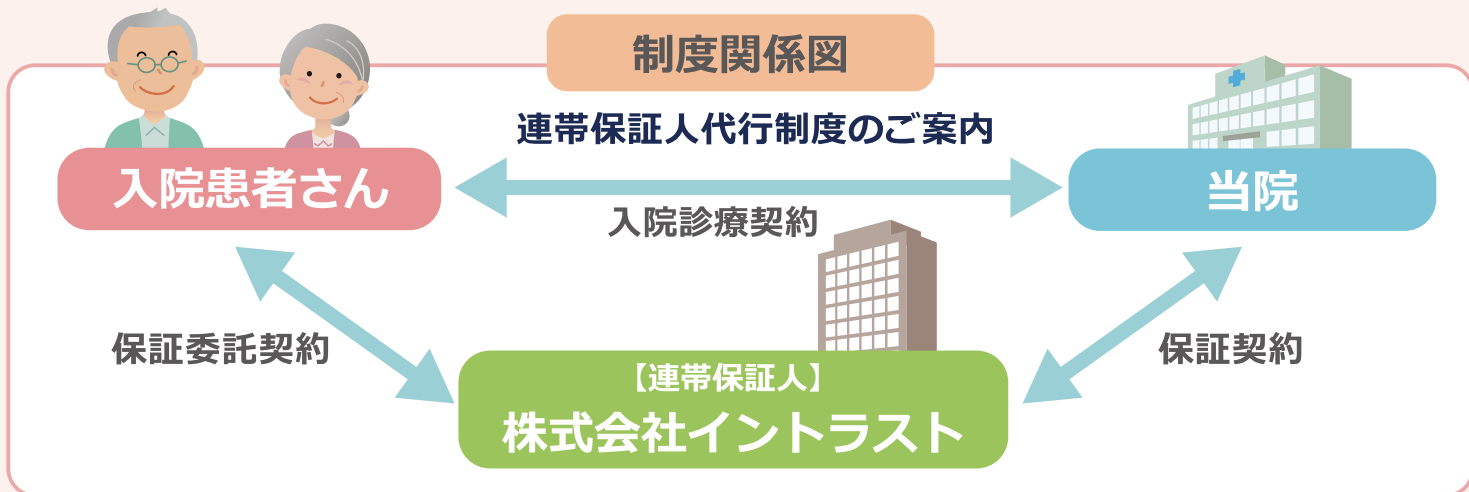 制度関係図
連帯保証人代行制度のご案内
入院患者さん
当院
入院診療契約
保証委託契約
保証契約
【連帯保証人】
株式会社イントラスト